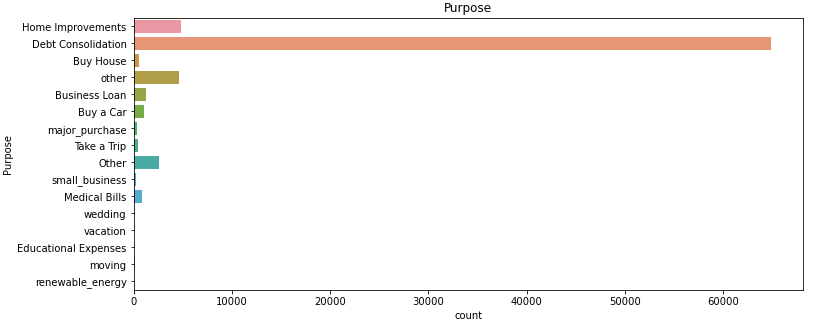 Purpose
Home Improvements
Debt Consolidation
Buy House
other
Business Loan
Buy a Car
major_purchase
Take a Trip
Other
small_business
Medical Bills
wedding
vacation
Educational Expenses
moving
renewable_energy
Purpose
0 10000 20000 30000 40000 50000 60000
count